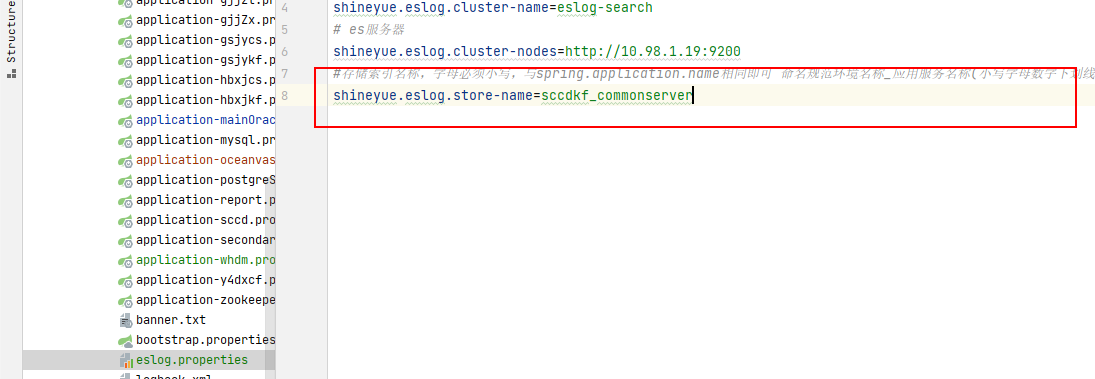 Structure
application-gjjzt.pr
application-gjjZx.pr
application-gsjycs.p
application-gsjykf.p
application-hbxjcs.p
application-hbxjkf.p
application-mainOrac
application-mysql.pr
application-oceanvas
application-postgreS
application-report.p
application-sccd.pro
application-secondar
application-whdm.pro
application-y4dxcf.p
application-zookeepe
banner.txt
bootstrap.properties
eslog.properties
logback.xml
4 shineyue.eslog.cluster-name=eslog-search
5 # es服务器
6 shineyue.eslog.cluster-nodes=http://10.98.1.19:9200
7 #存储索引名称，字母必须小写，与spring.application.name相同即可 命名规范环境名称_应用服务名称(小写字母数字下划线
8 shineyue.eslog.store-name=sccdkf_commonserver